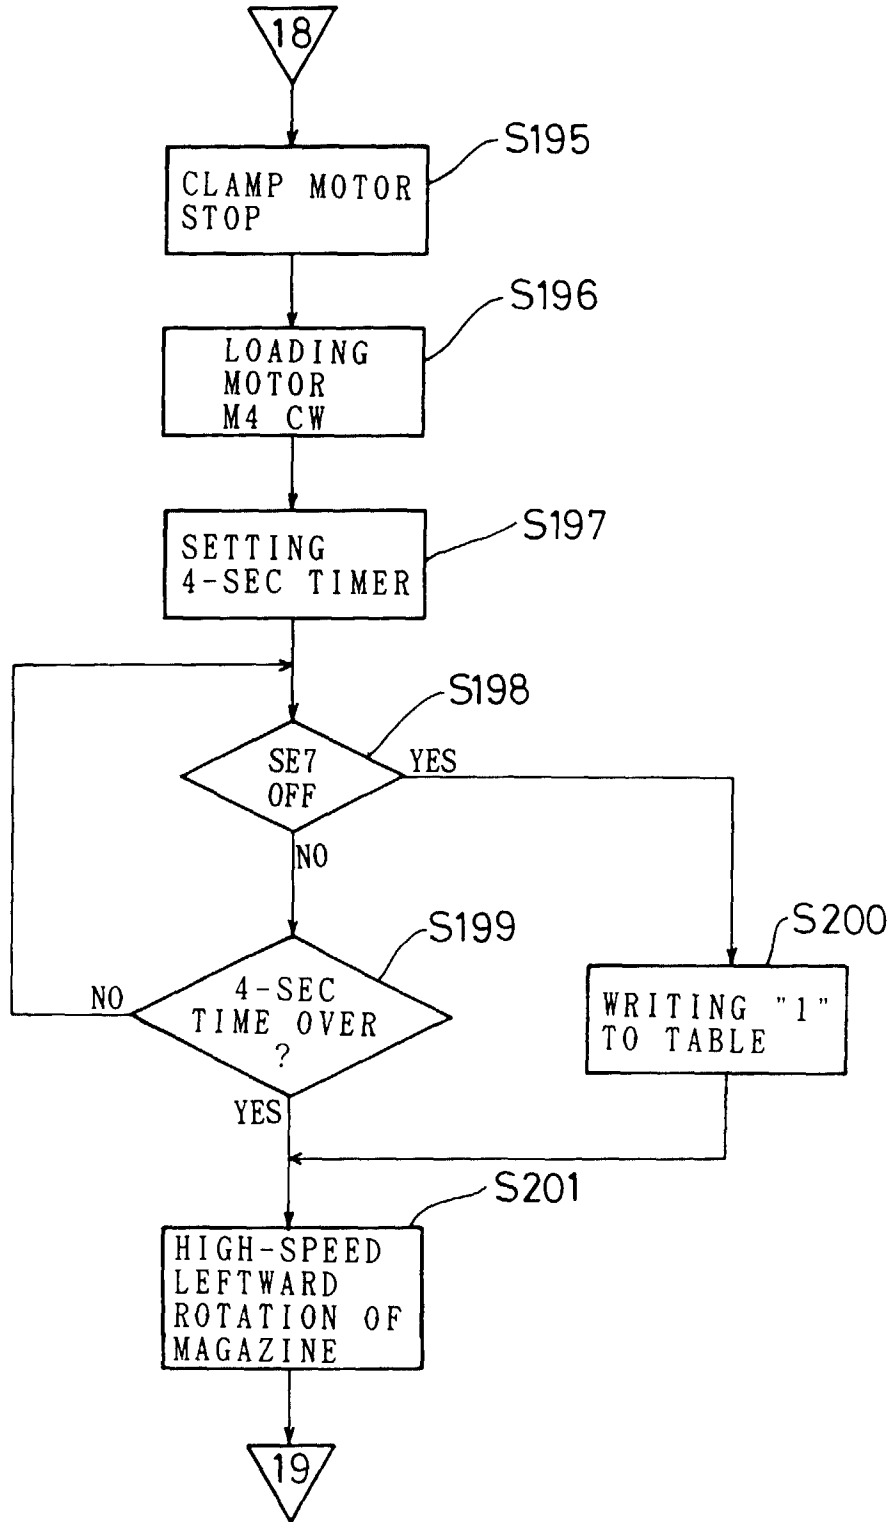 18
S195
CLAMP MOTOR
STOP
S196
LOADING
MOTOR
M4 CW
S197
SETTING
4-SEC TIMER
S198
SE7
OFF
YES
NO
S199
4-SEC
TIME OVER
?
NO
YES
S200
WRITING "1"
TO TABLE
S201
HIGH-SPEED
LEFTWARD
ROTATION OF
MAGAZINE
19